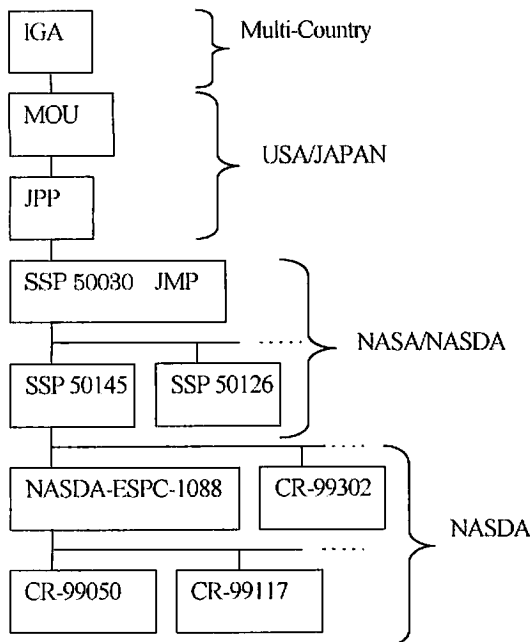 IGA
Multi-Country
MOU
USA/JAPAN
JPP
SSP 50030 JMP
NASA/NASDA
SSP 50145
SSP 50126
NASDA-ESPC-1088
CR-99302
NASDA
CR-99050
CR-99117